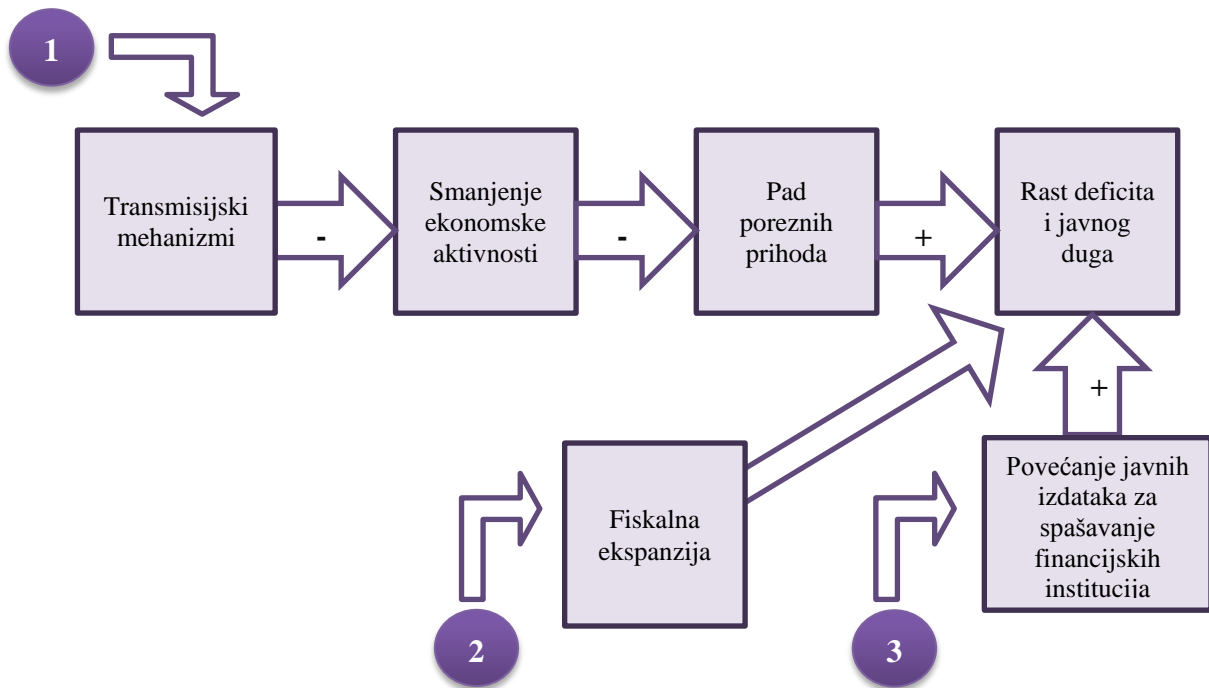 1
Transmisijski
mehanizmi
-
Smanjenje
ekonomske
aktivnosti
-
Pad
poreznih
prihoda
+
Rast deficita
i javnog
duga
2
Fiskalna
ekspanzija
3
Povećanje javnih
izdataka za
spašavanje
financijskih
institucija
+